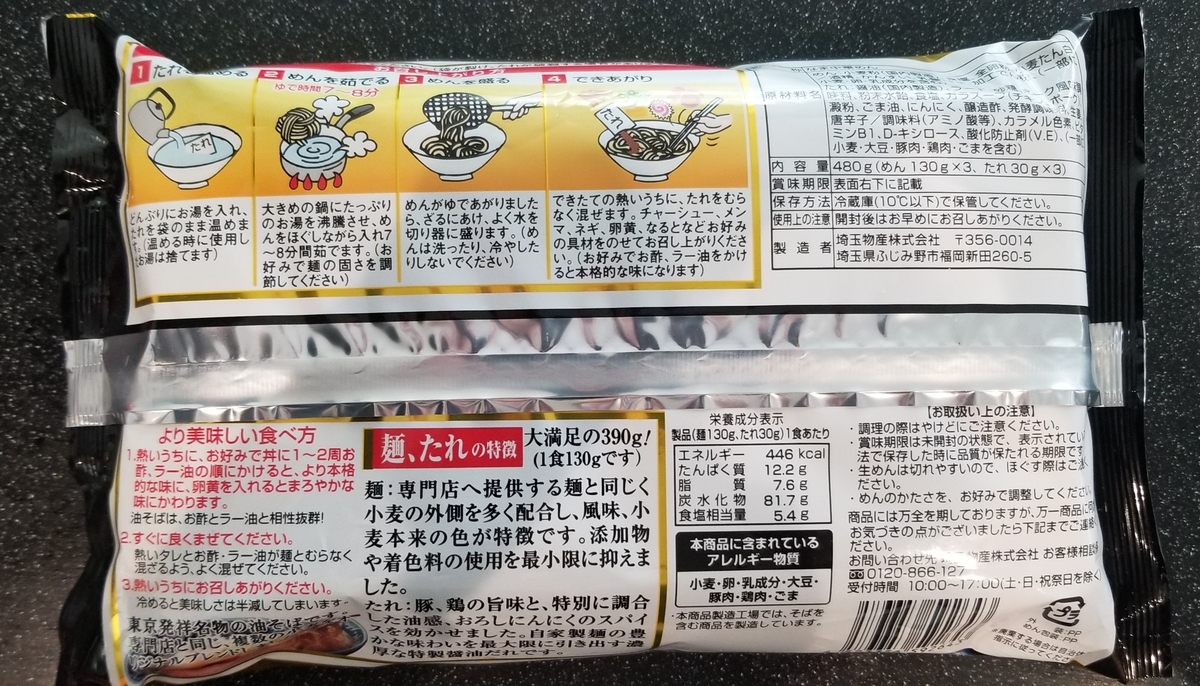 1 たれ
2 めんを茹でる
ゆで時間7～8分
3 めんを盛る
4 できあがり
たれ
たれ
どんぶりにお湯を入れ、
たれを袋のまま温めま
す。(温める時に使用し
たお湯は捨てます)
大きめの鍋にたっぷり
のお湯を沸騰させ、め
んをほぐしながら入れ7
～8分間茹でます。(お
好みで麺の固さを調
節してください)
めんがゆであがりました
ら、ざるにあけ、よく水を
切り器に盛ります。(め
んは洗ったり、冷やした
りしないでください)
できたての熱いうちに、たれをむら
なく混ぜます。チャーシュー、メン
マ、ネギ、卵黄、なるとなどお好み
の具材をのせてお召し上がりくださ
い。(お好みでお酢、ラー油をかけ
ると本格的な味になります)
原材料名
澱粉、ごま油、にんにく、醸造酢、発酵調味
唐辛子／調味料(アミノ酸等)、カラメル色素、ビタ
ミンB1、D-キシロース、酸化防止剤(V.E)、(一部に
小麦・大豆・豚肉・鶏肉・ごまを含む)
内容量 480g(めん130g×3、たれ30g×3)
賞味期限 表面右下に記載
保存方法 冷蔵庫(10℃以下)で保管してください。
使用上の注意 開封後はお早めにお召しあがりください。
製造者 埼玉物産株式会社 〒356-0014
埼玉県ふじみ野市福岡新田260-5
より美味しい食べ方
1.熱いうちに、お好みで丼に1～2周お
酢、ラー油の順にかけると、より本格
的な味に、卵黄を入れるとまろやかな
味にかわります。
油そばは、お酢とラー油と相性抜群!
2.すぐに良くまぜてください。
熱いタレとお酢・ラー油が麺とむらなく
混ざるよう、よく混ぜてください。
3.熱いうちにお召しあがりください。
冷めると美味しさは半減してしまいます。
東京発祥名物の油そばです。
専門店と同じ、複数の
リジナルブレンド
麺、たれの特徴
大満足の390g!
(1食130gです)
麺：専門店へ提供する麺と同じく
小麦の外側を多く配合し、風味、小
麦本来の色が特徴です。添加物
や着色料の使用を最小限に抑えま
した。
たれ：豚、鶏の旨味と、特別に調合
した油感、おろしにんにくのスパイ
スを効かせました。自家製麺の豊
かな味わいを最大限に引き出す濃
厚な特製醤油だれです。
栄養成分表示
製品(麺130g、たれ30g)1食あたり
エネルギー 446 kcal
たんぱく質 12.2 g
脂質 7.6 g
炭水化物 81.7 g
食塩相当量 5.4 g
本商品に含まれている
アレルギー物質
小麦・卵・乳成分・大豆・
豚肉・鶏肉・ごま
・本商品製造工場では、そばを
含む商品を製造しています。
【お取扱い上の注意】
・調理の際はやけどにご注意ください。
・賞味期限は未開封の状態で、表示されてい
法で保存した時に品質が保たれる期限です
・生めんは切れやすいので、ほぐす際はご注
ください。
・めんのかたさを、お好みで調整してください。
商品には万全を期しておりますが、万一商品に
お気づきの点がございましたら下記までご連絡
ください。
お問い合わせ先 物産株式会社 お客様相談
0120-866-127
受付時間 10:00～17:00(土・日・祝祭日を除く)
プラ
外 :PP
めん包装:PP